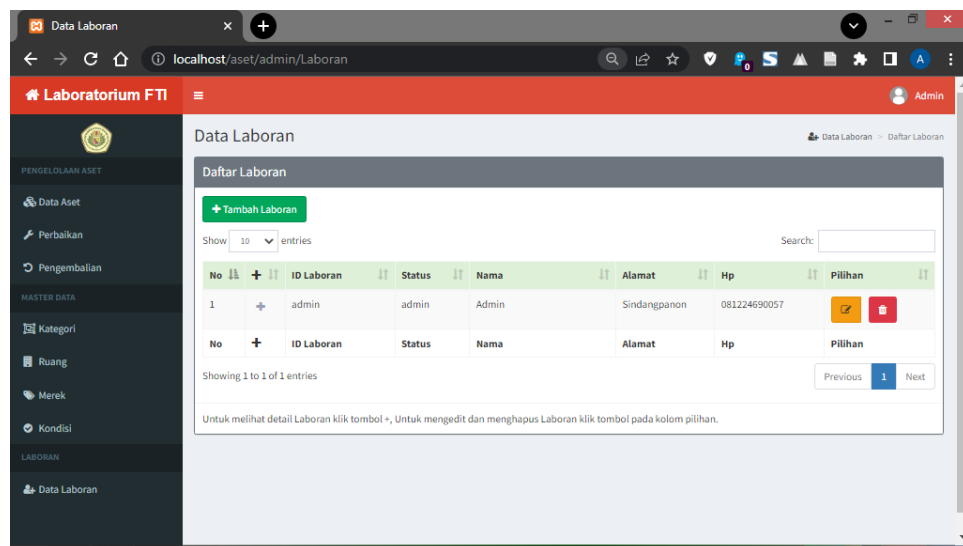 Data Laboran
localhost/aset/admin/Laboran
0
A
Laboratorium FTI
Admin
Data Laboran
Data Laboran > Daftar Laboran
PENGELOLAAN ASET
Data Aset
Perbaikan
Pengembalian
MASTER DATA
Kategori
Ruang
Merek
Kondisi
LABORAN
Data Laboran
Daftar Laboran
+ Tambah Laboran
Show 10 entries
Search:
No + ID Laboran Status Nama Alamat Hp Pilihan
1 + admin admin Admin Sindangpanon 081224690057
No + ID Laboran Status Nama Alamat Hp Pilihan
Showing 1 to 1 of 1 entries
Previous 1 Next
Untuk melihat detail Laboran klik tombol +, Untuk mengedit dan menghapus Laboran klik tombol pada kolom pilihan.